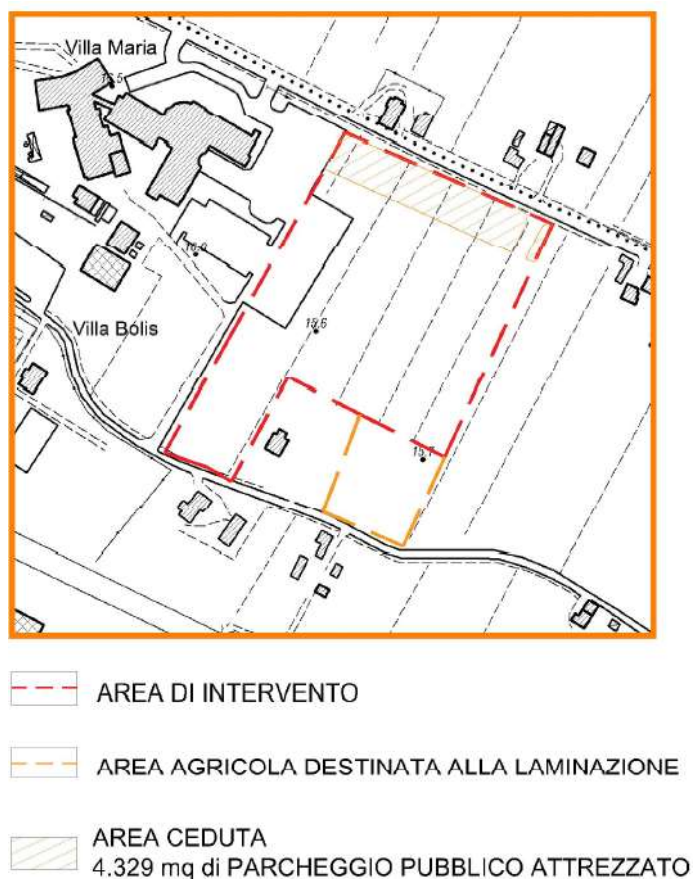 Villa Maria
16,5
16,0
Villa Bolis
15,6
15,1
AREA DI INTERVENTO
AREA AGRICOLA DESTINATA ALLA LAMINAZIONE
AREA CEDUTA
4.329 mq di PARCHEGGIO PUBBLICO ATTREZZATO